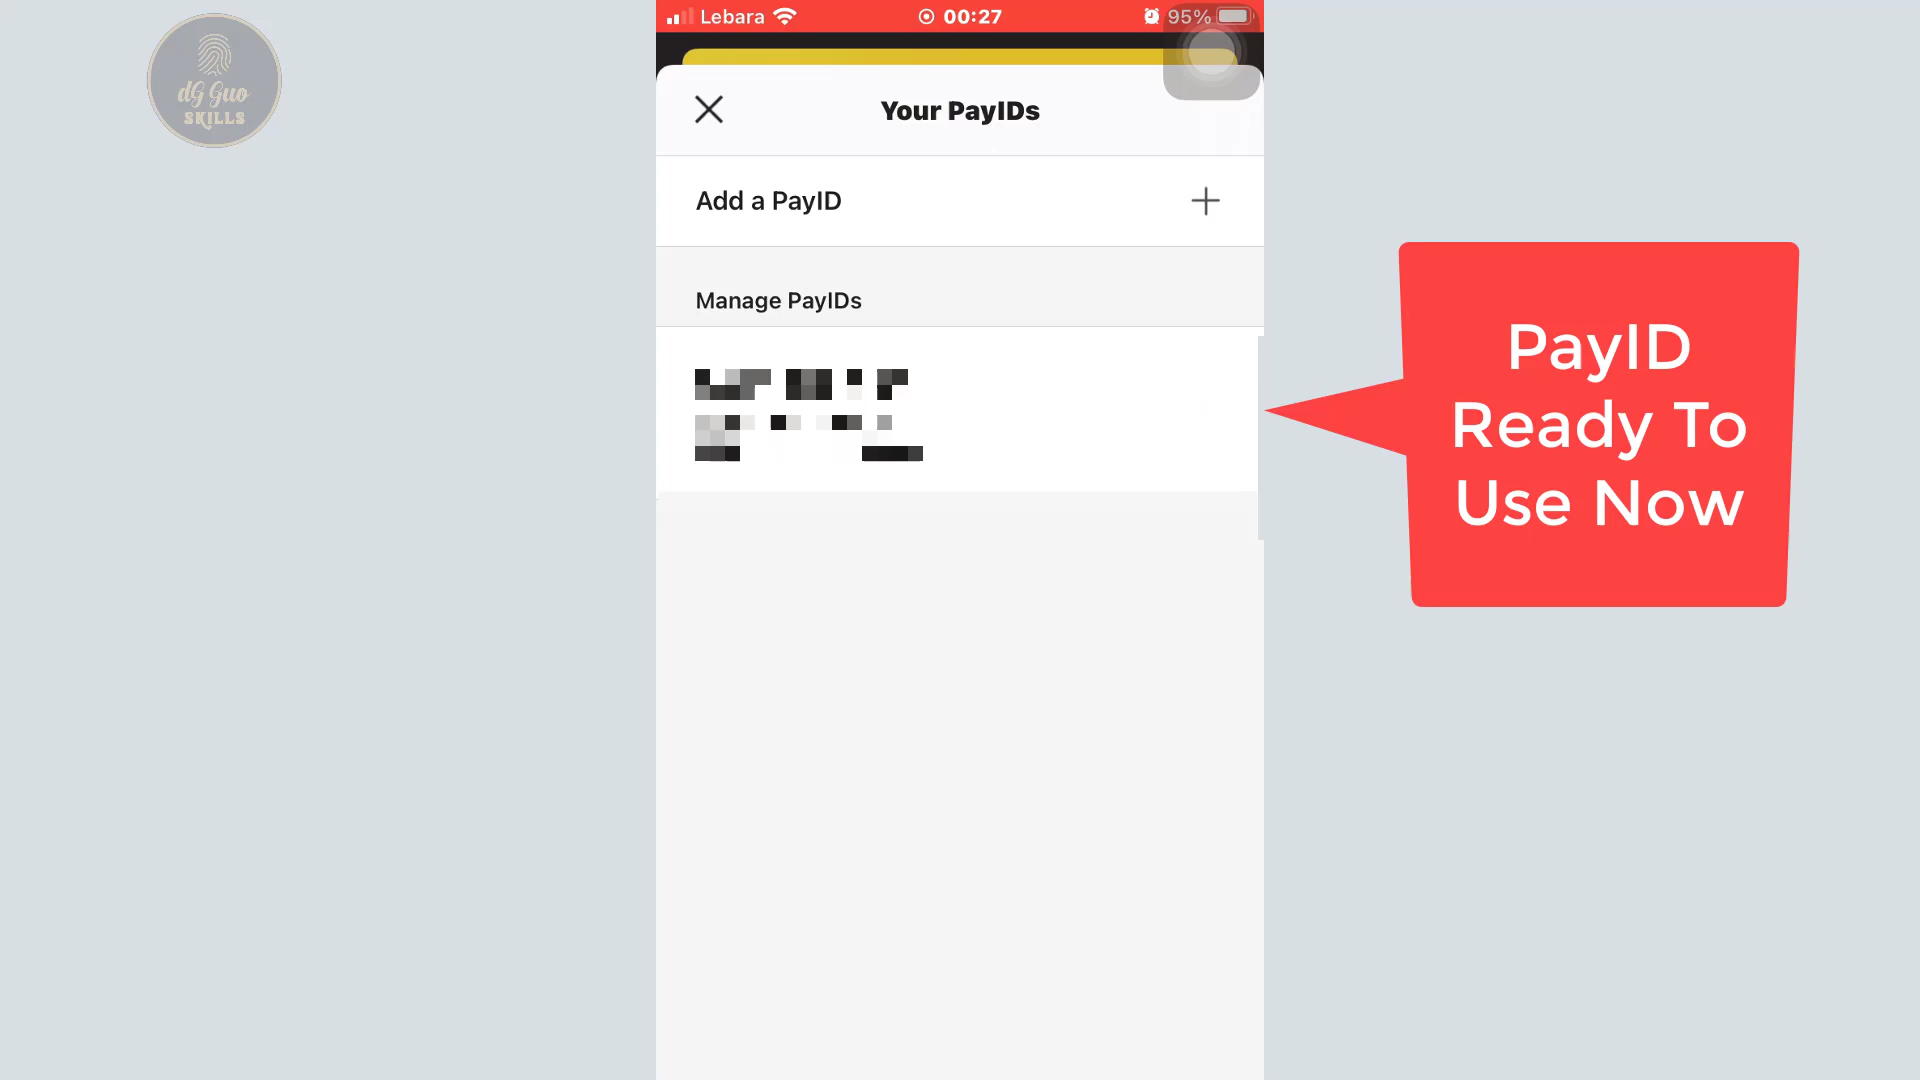 dG Guo
SKILLS
Lebara
00:27
95%
Your PayIDs
Add a PayID
Manage PayIDs
PayID
Ready To
Use Now